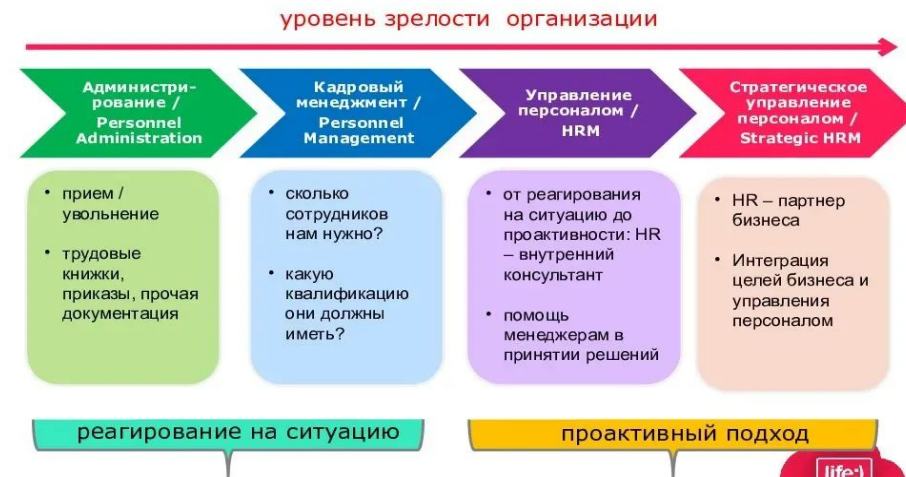 уровень зрелости организации
Администри-
рование /
Personnel
Administration
Кадровый
менеджмент /
Personnel
Management
Управление
персоналом /
HRM
Стратегическое
управление
персоналом /
Strategic HRM
• прием /
увольнение
• трудовые
книжки,
приказы, прочая
документация
• сколько
сотрудников
нам нужно?
• какую
квалификацию
они должны
иметь?
• от реагирования
на ситуацию до
проактивности: HR
– внутренний
консультант
• помощь
менеджерам в
принятии решений
• HR – партнер
бизнеса
• Интеграция
целей бизнеса и
управления
персоналом
реагирование на ситуацию
проактивный подход
life:)